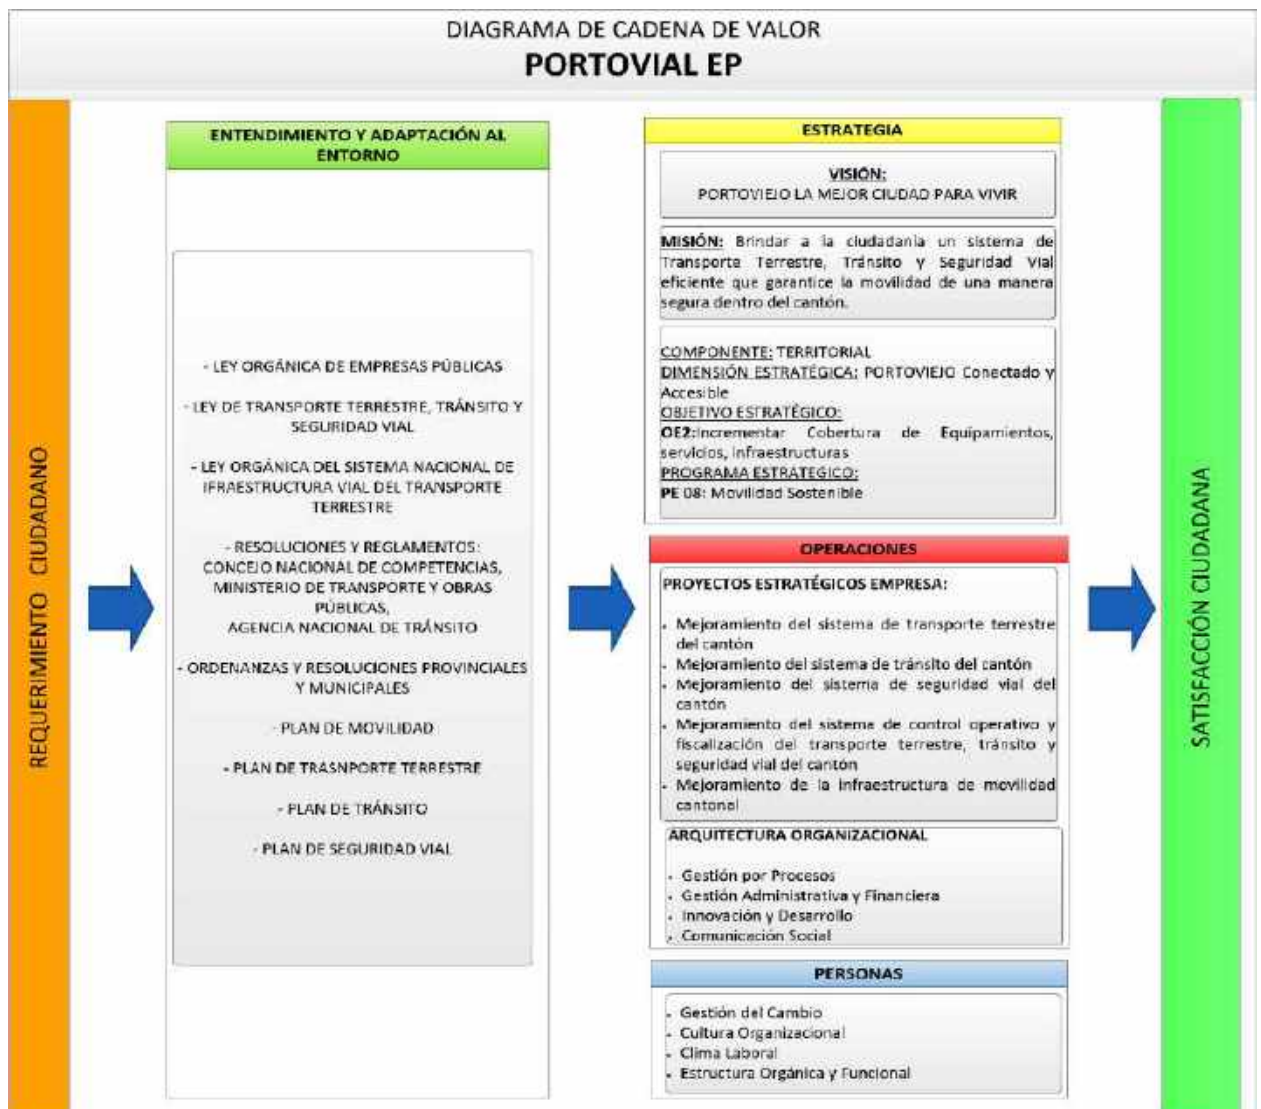 DIAGRAMA DE CADENA DE VALOR
PORTOVIAL EP
REQUERIMIENTO CIUDADANO
ENTENDIMIENTO Y ADAPTACIÓN AL
ENTORNO
- LEY ORGÁNICA DE EMPRESAS PÚBLICAS
- LEY DE TRANSPORTE TERRESTRE, TRÁNSITO Y
SEGURIDAD VIAL
- LEY ORGÁNICA DEL SISTEMA NACIONAL DE
IFRAESTRUCTURA VIAL DEL TRANSPORTE
TERRESTRE
- RESOLUCIONES Y REGLAMENTOS:
CONCEJO NACIONAL DE COMPETENCIAS,
MINISTERIO DE TRANSPORTE Y OBRAS
PÚBLICAS,
AGENCIA NACIONAL DE TRÁNSITO
- ORDENANZAS Y RESOLUCIONES PROVINCIALES
Y MUNICIPALES
- PLAN DE MOVILIDAD
- PLAN DE TRASNPORTE TERRESTRE
- PLAN DE TRÁNSITO
- PLAN DE SEGURIDAD VIAL
ESTRATEGIA
VISIÓN:
PORTOVIEJO LA MEJOR CIUDAD PARA VIVIR
MISIÓN: Brindar a la ciudadanía un sistema de
Transporte Terrestre, Tránsito y Seguridad Vial
eficiente que garantice la movilidad de una manera
segura dentro del cantón.
COMPONENTE: TERRITORIAL
DIMENSIÓN ESTRATÉGICA: PORTOVIEJO Conectado y
Accesible
OBJETIVO ESTRATÉGICO:
OE2:Incrementar Cobertura de Equipamientos,
servicios, infraestructuras
PROGRAMA ESTRATEGICO:
PE 08: Movilidad Sostenible
OPERACIONES
PROYECTOS ESTRATÉGICOS EMPRESA:
• Mejoramiento del sistema de transporte terrestre
del cantón
• Mejoramiento del sistema de tránsito del cantón
• Mejoramiento del sistema de seguridad vial del
cantón
• Mejoramiento del sistema de control operativo y
fiscalización del transporte terrestre, tránsito y
seguridad vial del cantón
• Mejoramiento de la infraestructura de movilidad
cantonal
ARQUITECTURA ORGANIZACIONAL
• Gestión por Procesos
• Gestión Administrativa y Financiera
• Innovación y Desarrollo
• Comunicación Social
PERSONAS
• Gestión del Cambio
• Cultura Organizacional
• Clima Laboral
• Estructura Orgánica y Funcional
SATISFACCIÓN CIUDADANA